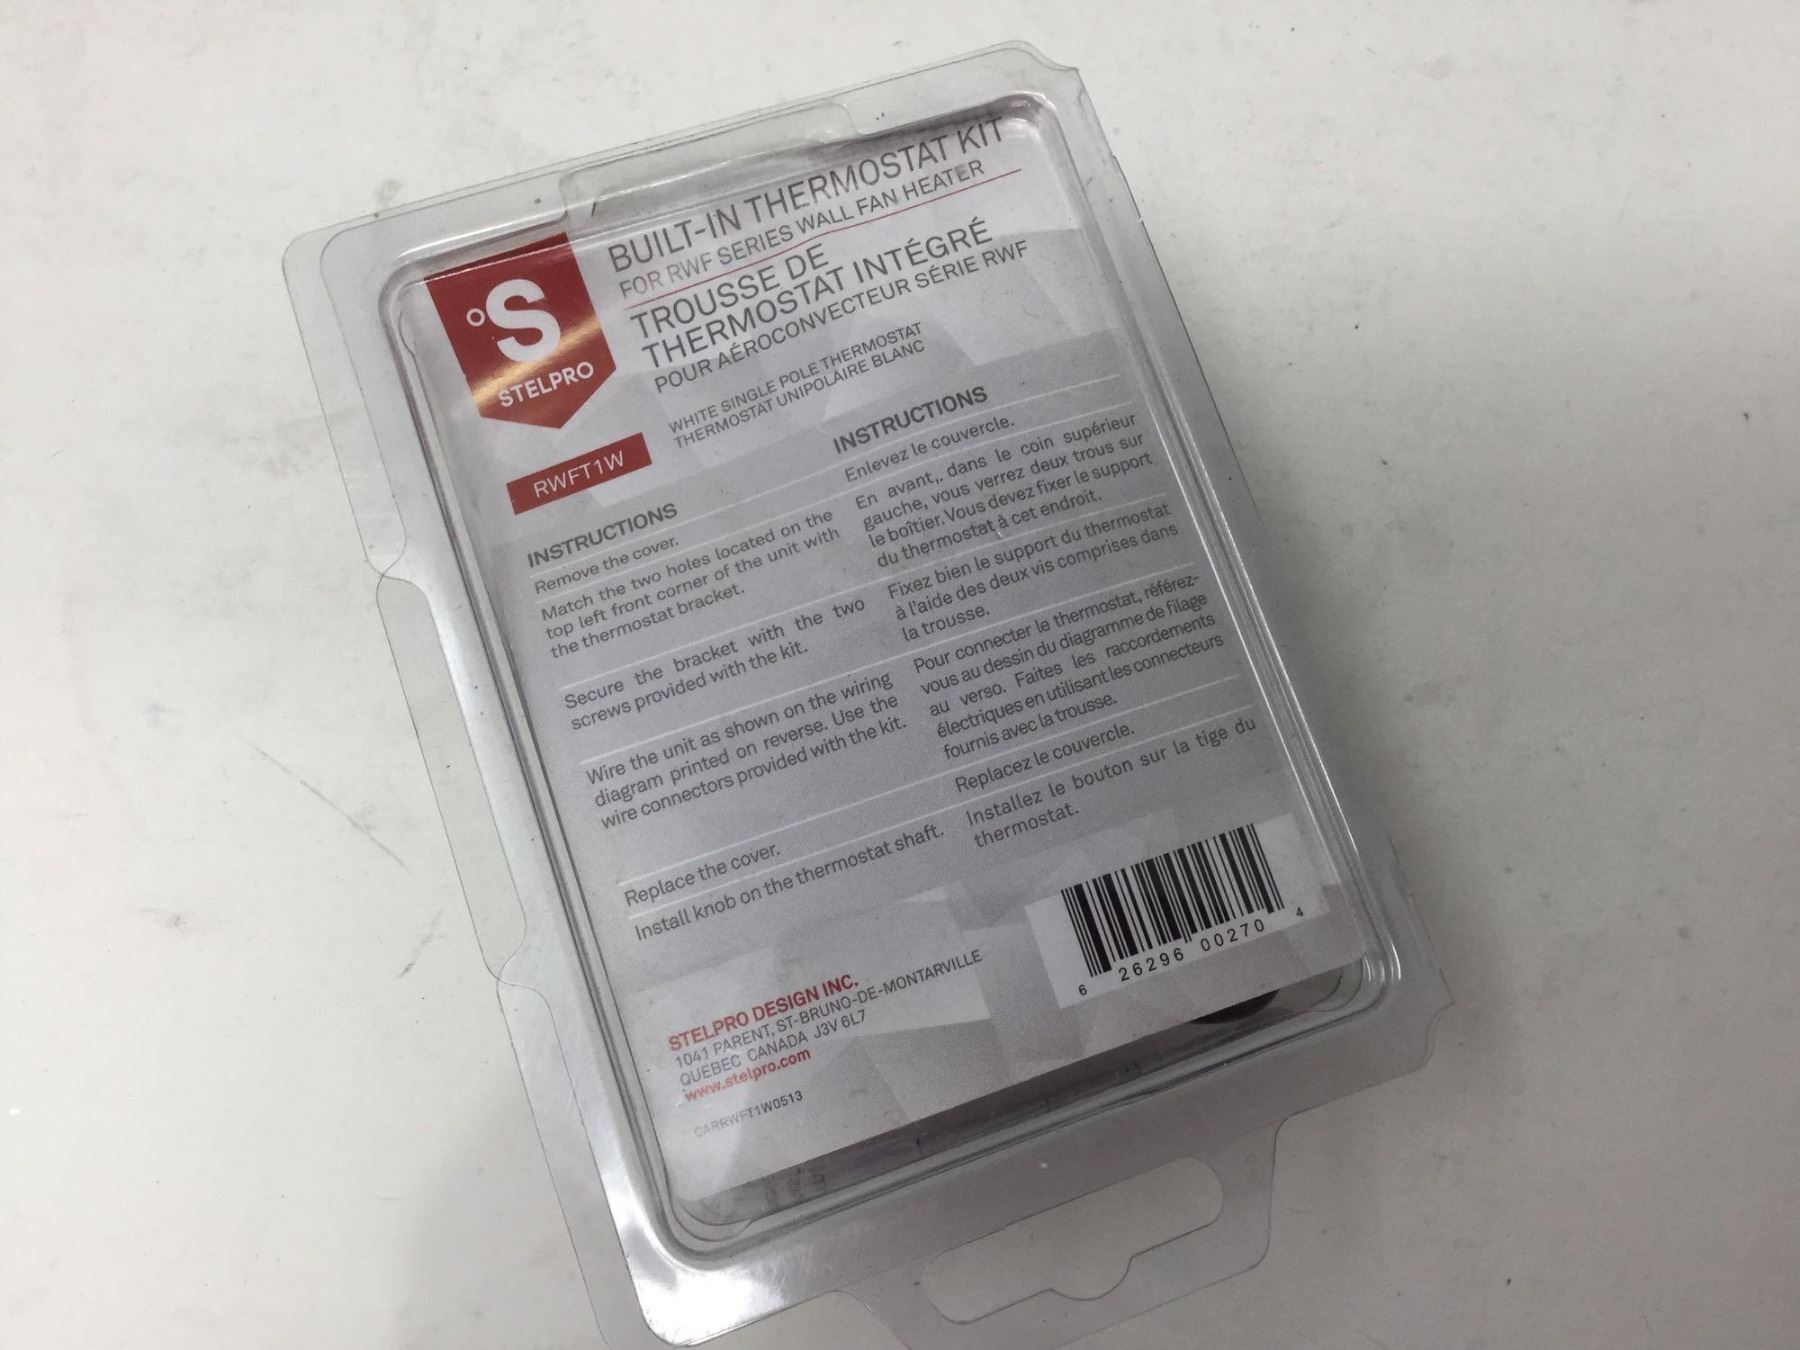 BUILT-IN THERMOSTAT KIT
FOR RWF SERIES WALL FAN HEATER
TROUSSE DE
THERMOSTAT INTÉGRÉ
POUR AÉROCONVECTEUR SÉRIE RWF
°S
STELPRO
WHITE SINGLE POLE THERMOSTAT
THERMOSTAT UNIPOLAIRE BLANC
RWFT1W
INSTRUCTIONS
Remove the cover.
Match the two holes located on the
top left front corner of the unit with
the thermostat bracket.
Secure the bracket with the two
screws provided with the kit.
Wire the unit as shown on the wiring
diagram printed on reverse. Use the
wire connectors provided with the kit.
Replace the cover.
Install knob on the thermostat shaft.
INSTRUCTIONS
Enlevez le couvercle.
En avant,. dans le coin supérieur
gauche, vous verrez deux trous sur
le boîtier. Vous devez fixer le support
du thermostat à cet endroit.
Fixez bien le support du thermostat
à l'aide des deux vis comprises dans
la trousse.
Pour connecter le thermostat, référez-
vous au dessin du diagramme de filage
au verso. Faites les raccordements
électriques en utilisant les connecteurs
fournis avec la trousse.
Replacez le couvercle.
Installez le bouton sur la tige du
thermostat.
6 26296 00270 4
STELPRO DESIGN INC.
1041 PARENT, ST-BRUNO-DE-MONTARVILLE
QUEBEC CANADA J3V 6L7
www.stelpro.com
CARRWFT1W0513